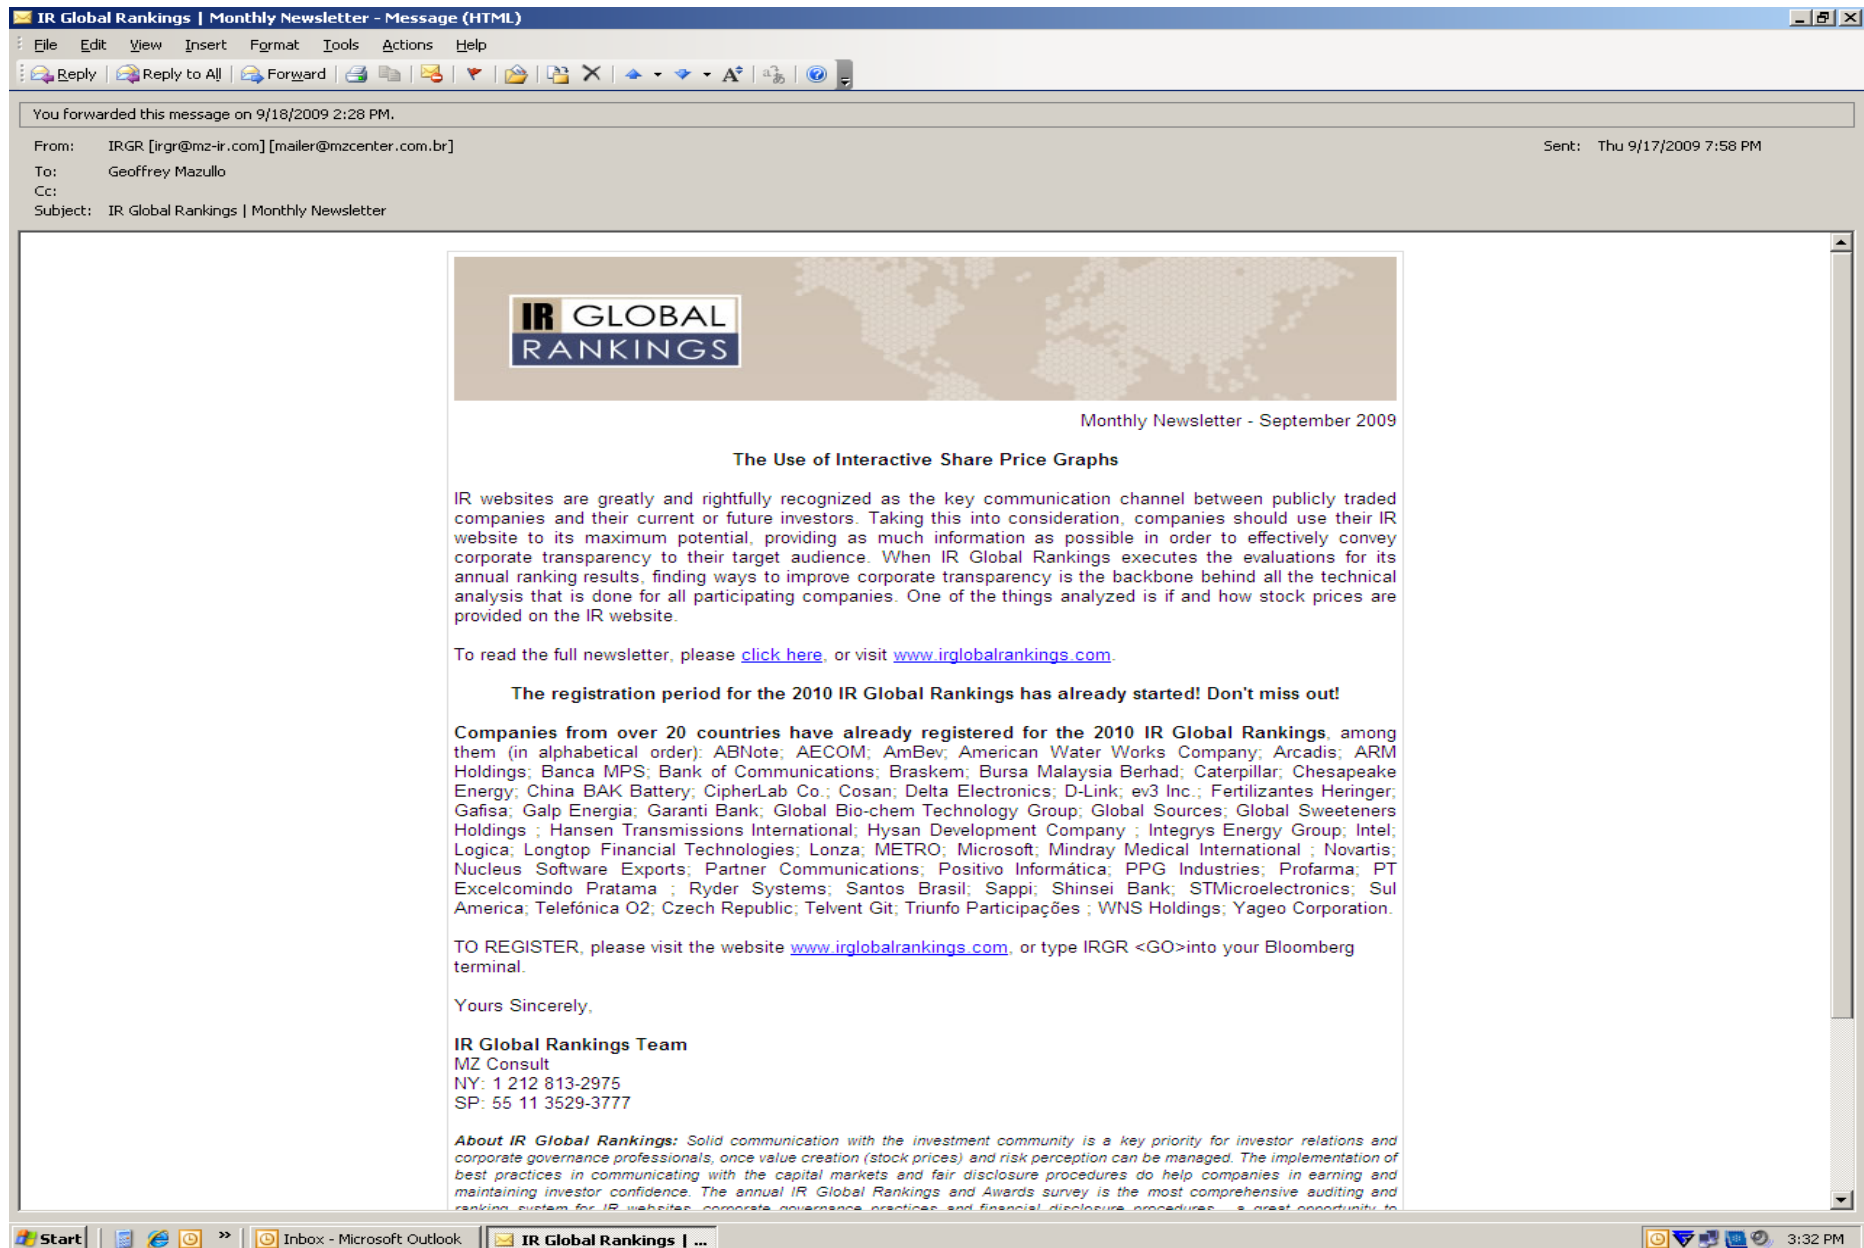 IR Global Rankings | Monthly Newsletter - Message (HTML)
File Edit View Insert Format Tools Actions Help
Reply Reply to All Forward
You forwarded this message on 9/18/2009 2:28 PM.
From: IRGR [irgr@mz-ir.com] [mailer@mzcenter.com.br] Sent: Thu 9/17/2009 7:58 PM
To: Geoffrey Mazullo
Cc:
Subject: IR Global Rankings | Monthly Newsletter
IR GLOBAL
RANKINGS
Monthly Newsletter - September 2009
The Use of Interactive Share Price Graphs
IR websites are greatly and rightfully recognized as the key communication channel between publicly traded
companies and their current or future investors. Taking this into consideration, companies should use their IR
website to its maximum potential, providing as much information as possible in order to effectively convey
corporate transparency to their target audience. When IR Global Rankings executes the evaluations for its
annual ranking results, finding ways to improve corporate transparency is the backbone behind all the technical
analysis that is done for all participating companies. One of the things analyzed is if and how stock prices are
provided on the IR website.
To read the full newsletter, please click here, or visit www.irglobalrankings.com.
The registration period for the 2010 IR Global Rankings has already started! Don't miss out!
Companies from over 20 countries have already registered for the 2010 IR Global Rankings, among
them (in alphabetical order): ABNote; AECOM; AmBev; American Water Works Company; Arcadis; ARM
Holdings; Banca MPS; Bank of Communications; Braskem; Bursa Malaysia Berhad; Caterpillar; Chesapeake
Energy; China BAK Battery; CipherLab Co.; Cosan; Delta Electronics; D-Link; ev3 Inc.; Fertilizantes Heringer;
Gafisa; Galp Energia; Garanti Bank; Global Bio-chem Technology Group; Global Sources; Global Sweeteners
Holdings ; Hansen Transmissions International; Hysan Development Company ; Integrys Energy Group; Intel;
Logica; Longtop Financial Technologies; Lonza; METRO; Microsoft; Mindray Medical International ; Novartis;
Nucleus Software Exports; Partner Communications; Positivo Informática; PPG Industries; Profarma; PT
Excelcomindo Pratama ; Ryder Systems; Santos Brasil; Sappi; Shinsei Bank; STMicroelectronics; Sul
America; Telefónica O2; Czech Republic; Telvent Git; Triunfo Participações ; WNS Holdings; Yageo Corporation.
TO REGISTER, please visit the website www.irglobalrankings.com, or type IRGR <GO>into your Bloomberg
terminal.
Yours Sincerely,
IR Global Rankings Team
MZ Consult
NY: 1 212 813-2975
SP: 55 11 3529-3777
About IR Global Rankings: Solid communication with the investment community is a key priority for investor relations and
corporate governance professionals, once value creation (stock prices) and risk perception can be managed. The implementation of
best practices in communicating with the capital markets and fair disclosure procedures do help companies in earning and
maintaining investor confidence. The annual IR Global Rankings and Awards survey is the most comprehensive auditing and
ranking system for IR websites, corporate governance practices and financial disclosure procedures a great opportunity to
Start Inbox - Microsoft Outlook IR Global Rankings | ... 3:32 PM